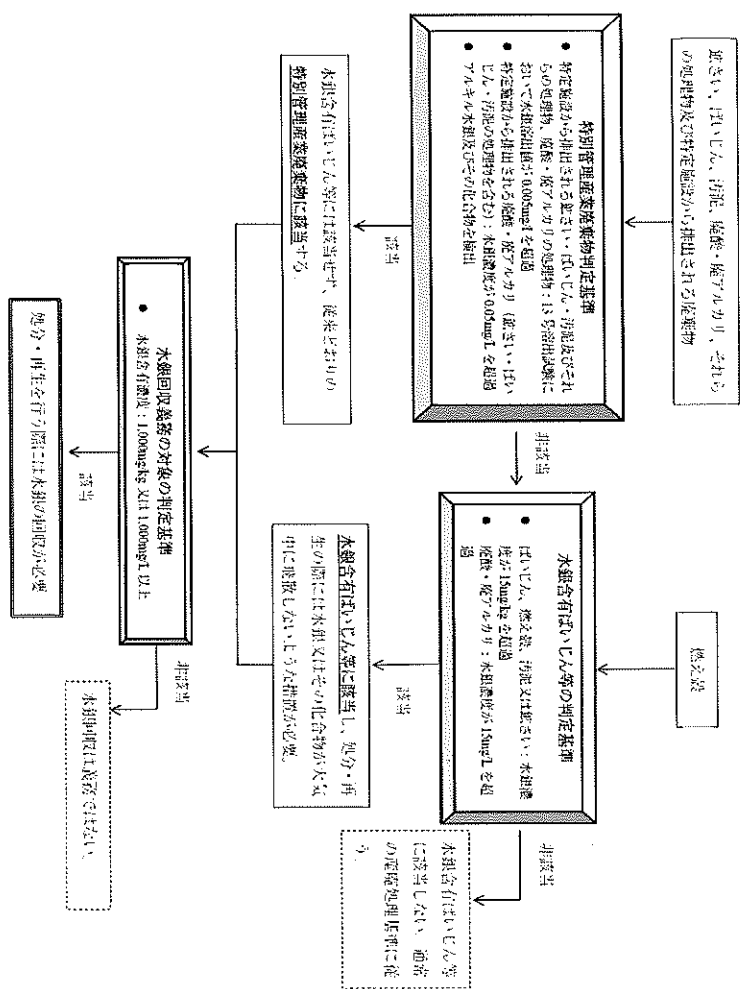 鉱さい、ばいじん、汚泥、廃酸・廃アルカリ、それら
の処理物及び特定施設から排出される廃棄物
特別管理産業廃棄物判定基準
● 特定施設から排出される鉱さい・ばいじん・汚泥及びそれ
らの処理物、廃酸・廃アルカリの処理物：13号溶出試験に
おいて水銀溶出値が0.005mg/Lを超過
● 特定施設から排出される廃酸・廃アルカリ（鉱さい・ばい
じん・汚泥の処理物を含む）：水銀濃度が0.05mg/Lを超過
● アルキル水銀及びその化合物を検出
該当
非該当
水銀含有ばいじん等には該当せず、従来どおりの
特別管理産業廃棄物に該当する。
燃え殻
水銀含有ばいじん等の判定基準
● ばいじん、燃え殻、汚泥又は鉱さい：水銀濃
度が15mg/kgを超過
● 廃酸・廃アルカリ：水銀濃度が15mg/Lを超
過
該当
非該当
水銀含有ばいじん等に該当し、処分・再
生の際には水銀又はその化合物が大気
中に飛散しないような措置が必要。
水銀含有ばいじん等
に該当しない、通常
の産廃処理基準に従
う。
水銀回収義務の対象の判定基準
● 水銀含有濃度：1,000mg/kg又は1,000mg/L以上
該当
非該当
処分・再生を行う際には水銀の回収が必要
水銀回収は義務ではない。